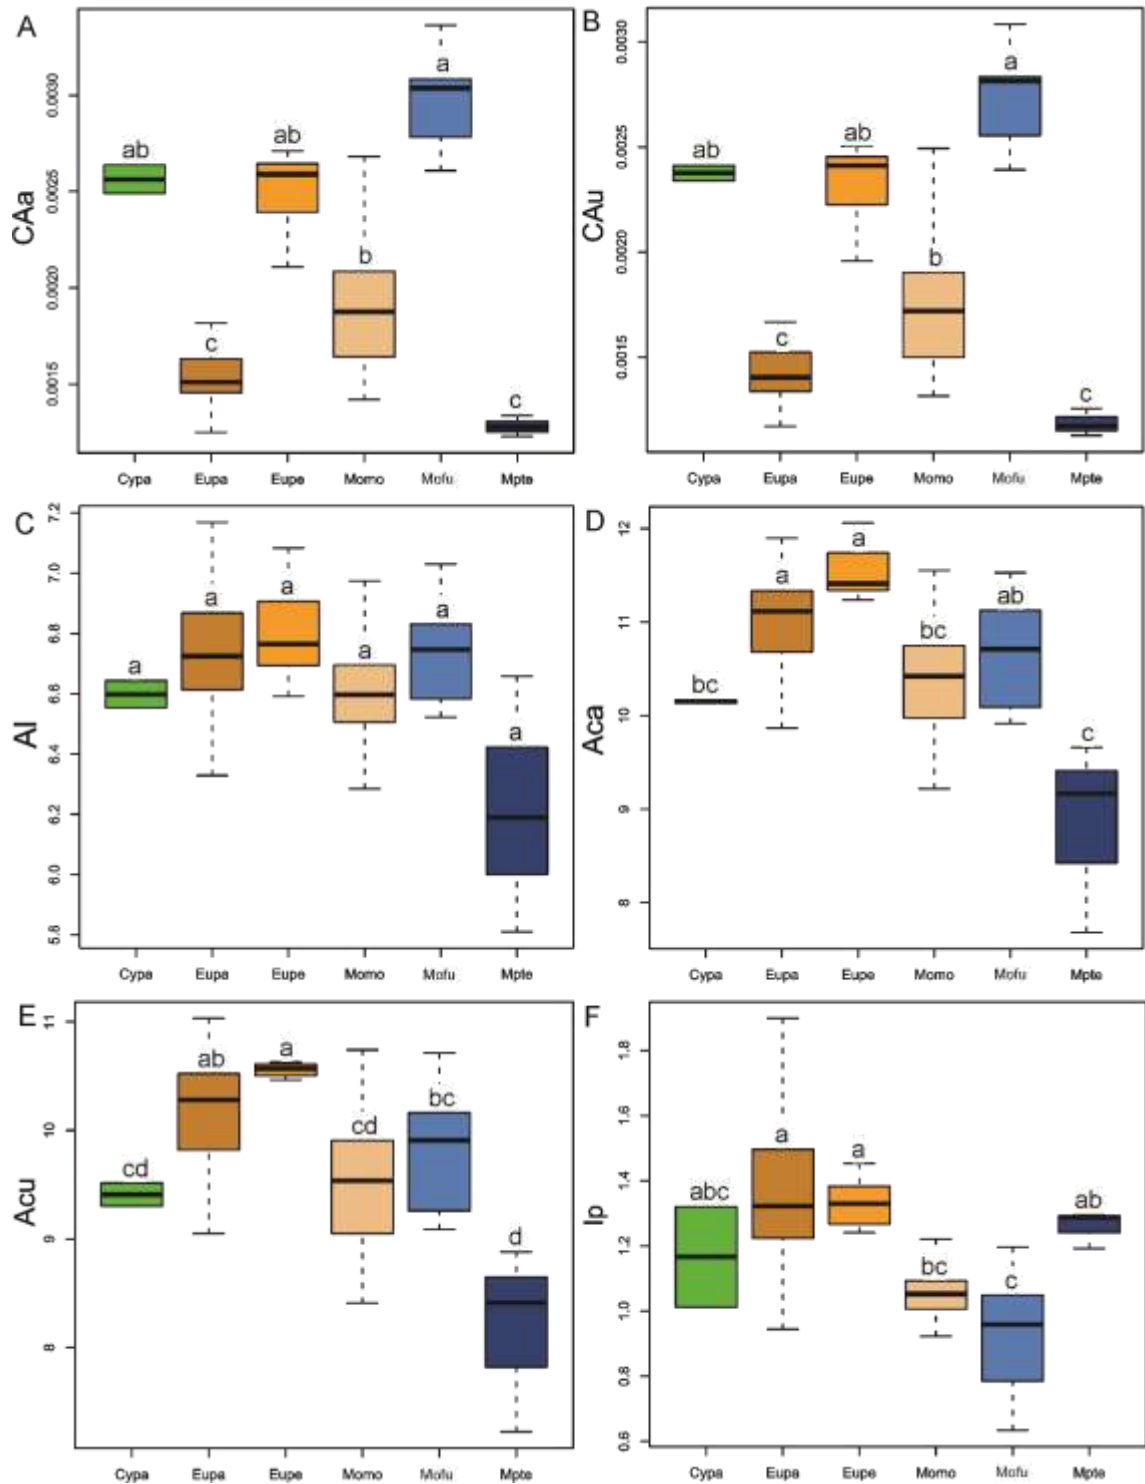 A
CAa
0.0030
0.0025
0.0020
0.0015
ab
c
ab
b
a
c
Cypa Eupa Eupe Momo Mofu Mpte
B
CAu
0.0030
0.0025
0.0020
0.0015
ab
c
ab
b
a
c
Cypa Eupa Eupe Momo Mofu Mpte
C
AI
7.2
7.0
6.8
6.6
6.4
6.2
6.0
5.8
a
a
a
a
a
a
Cypa Eupa Eupe Momo Mofu Mpte
D
Aca
12
11
10
9
8
bc
a
a
bc
ab
c
Cypa Eupa Eupe Momo Mofu Mpte
E
Acu
11
10
9
8
cd
ab
a
cd
bc
d
Cypa Eupa Eupe Momo Mofu Mpte
F
Ip
1.8
1.6
1.4
1.2
1.0
0.8
0.6
abc
a
a
bc
c
ab
Cypa Eupa Eupe Momo Mofu Mpte